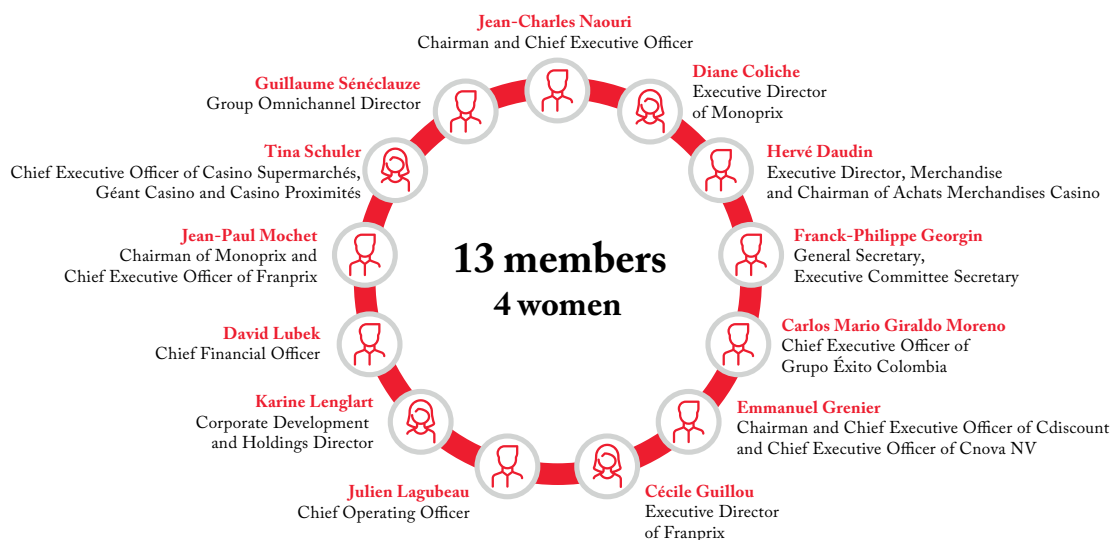 Jean-Charles Naouri
Chairman and Chief Executive Officer
Diane Coliche
Executive Director
of Monoprix
Hervé Daudin
Executive Director, Merchandise
and Chairman of Achats Merchandises Casino
Franck-Philippe Georgin
General Secretary,
Executive Committee Secretary
Carlos Mario Giraldo Moreno
Chief Executive Officer of
Grupo Éxito Colombia
Emmanuel Grenier
Chairman and Chief Executive Officer of Cdiscount
and Chief Executive Officer of Cnova NV
Cécile Guillou
Executive Director
of Franprix
Julien Lagubeau
Chief Operating Officer
Karine Lenglart
Corporate Development
and Holdings Director
David Lubek
Chief Financial Officer
Jean-Paul Mochet
Chairman of Monoprix and
Chief Executive Officer of Franprix
Tina Schuler
Chief Executive Officer of Casino Supermarchés,
Géant Casino and Casino Proximités
Guillaume Sénéclauze
Group Omnichannel Director
13 members
4 women